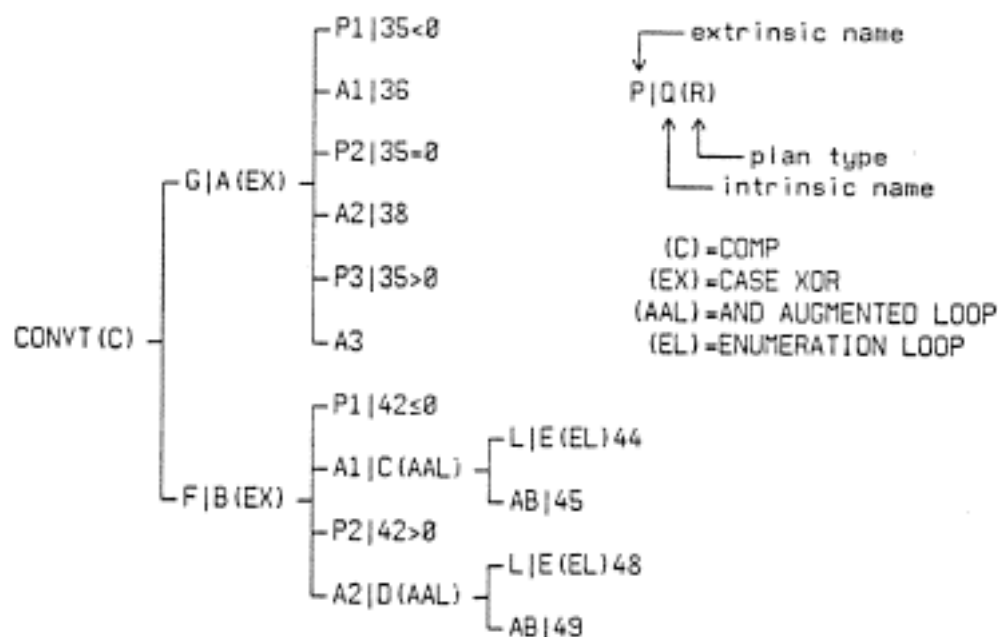 P1|35<0
extrinsic name
A1|36
P|Q(R)
P2|35=0
plan type
G|A(EX)
intrinsic name
A2|38
(C)=COMP
P3|35>0
(EX)=CASE XOR
(AAL)=AND AUGMENTED LOOP
CONVT(C)
A3
(EL)=ENUMERATION LOOP
P1|42≤0
L|E(EL)44
A1|C(AAL)
F|B(EX)
AB|45
P2|42>0
L|E(EL)48
A2|D(AAL)
AB|49